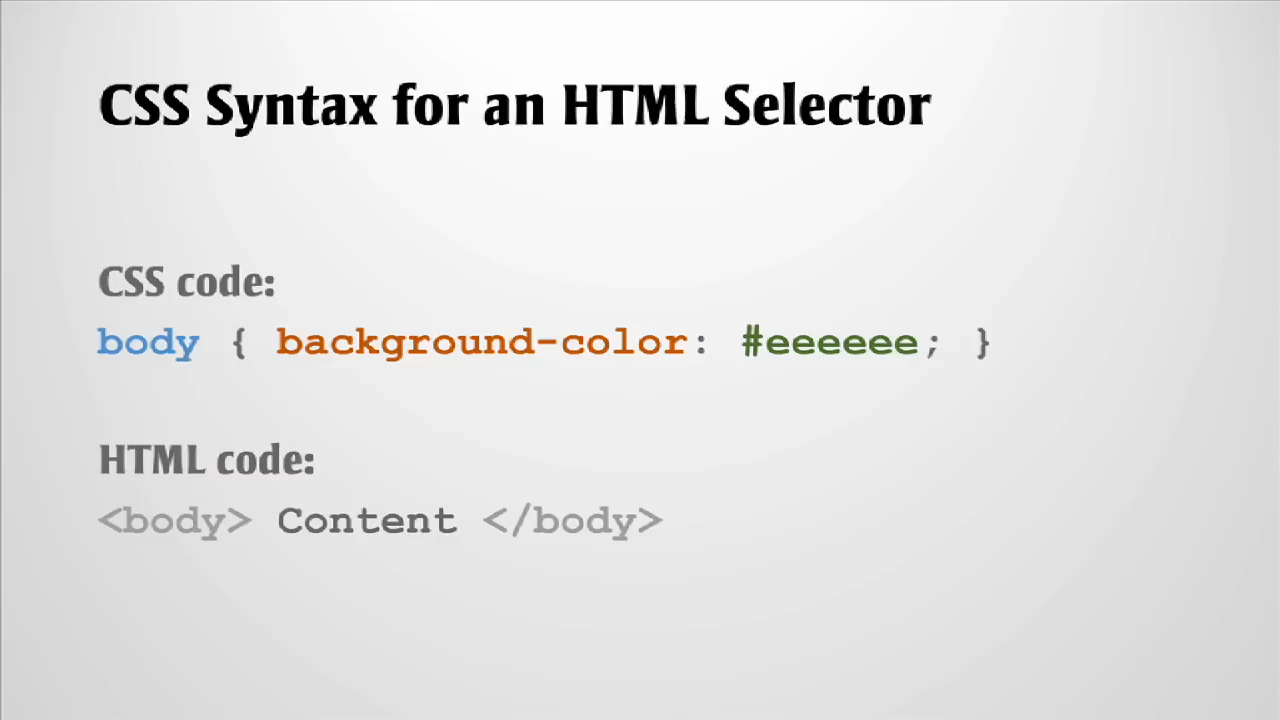 CSS Syntax for an HTML Selector
CSS code:
body { background-color: #eeeeee; }
HTML code:
<body> Content </body>